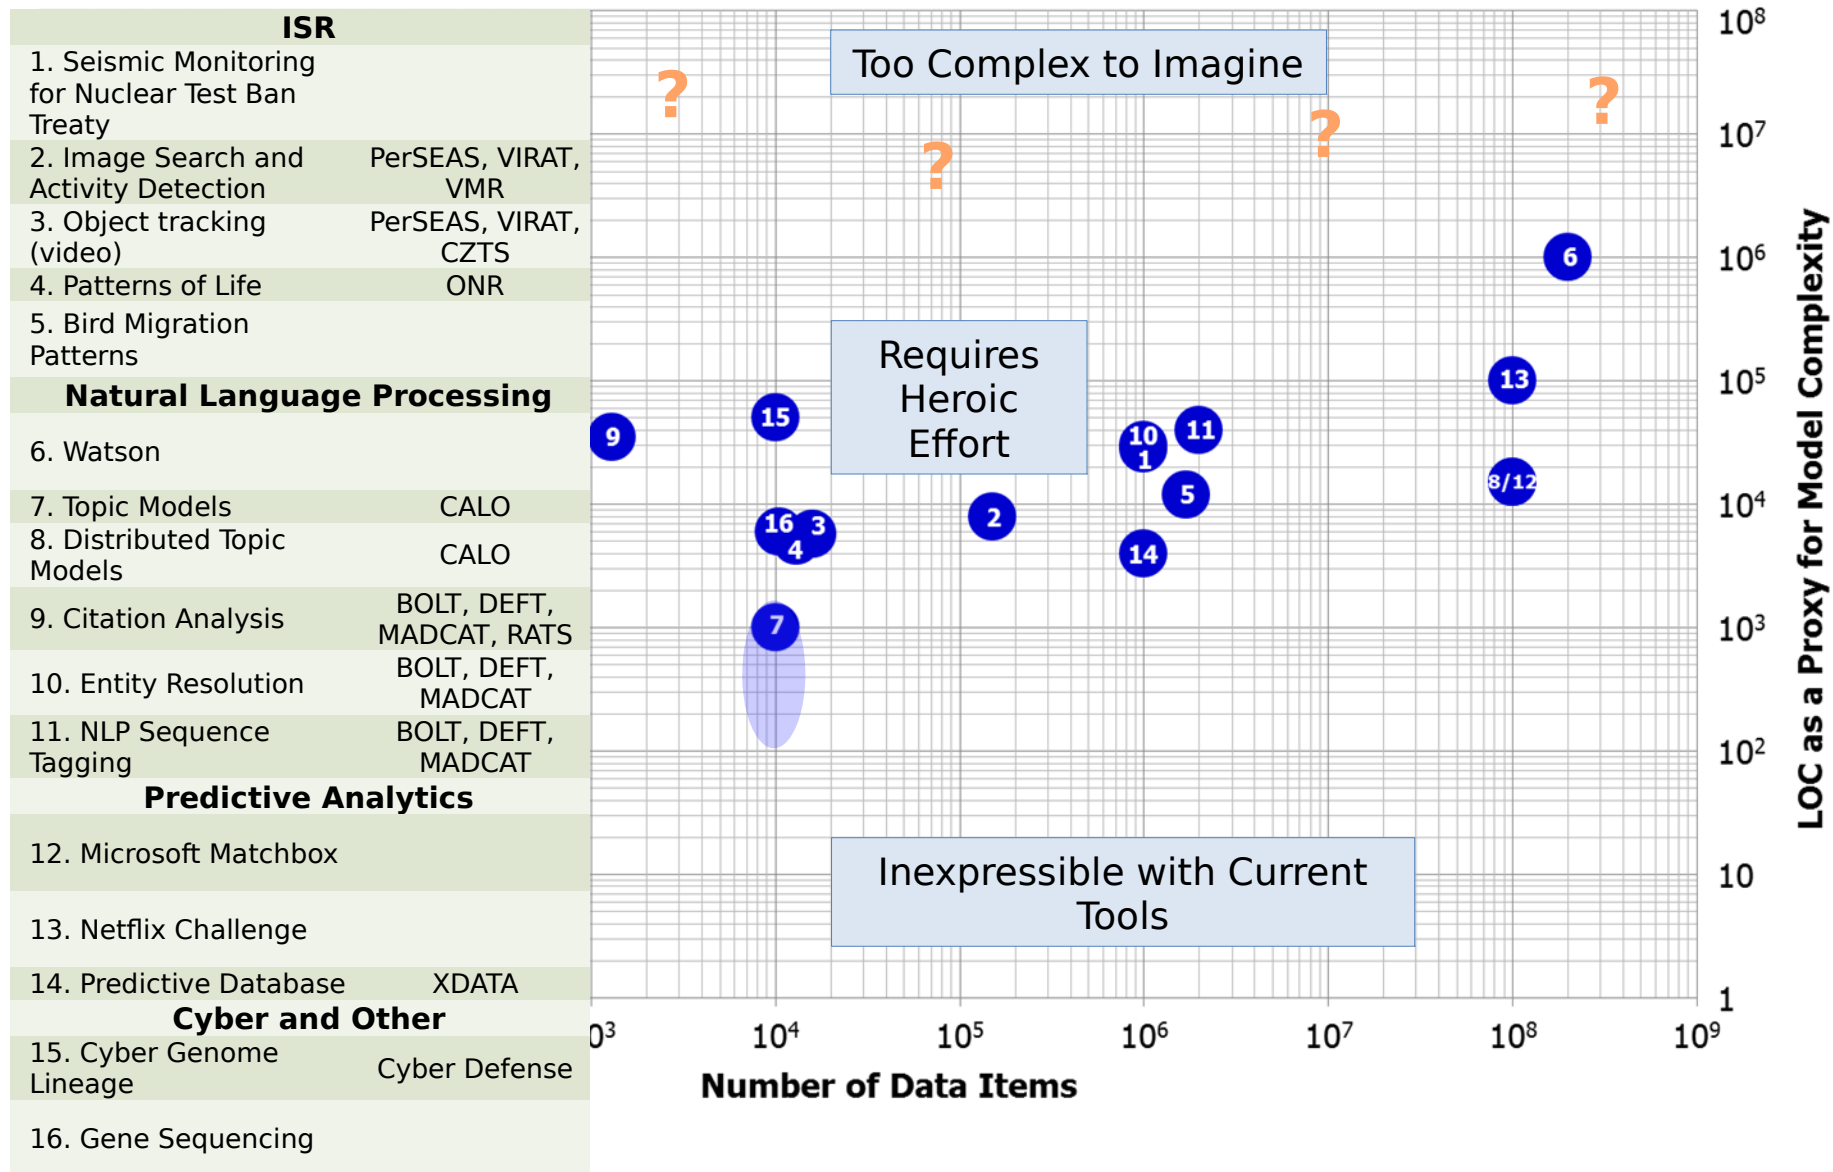 ISR
1. Seismic Monitoring
for Nuclear Test Ban
Treaty
2. Image Search and
Activity Detection
PerSEAS, VIRAT,
VMR
3. Object tracking
(video)
PerSEAS, VIRAT,
CZTS
4. Patterns of Life
ONR
5. Bird Migration
Patterns
Natural Language Processing
6. Watson
7. Topic Models
CALO
8. Distributed Topic
Models
CALO
9. Citation Analysis
BOLT, DEFT,
MADCAT, RATS
10. Entity Resolution
BOLT, DEFT,
MADCAT
11. NLP Sequence
Tagging
BOLT, DEFT,
MADCAT
Predictive Analytics
12. Microsoft Matchbox
13. Netflix Challenge
14. Predictive Database
XDATA
Cyber and Other
15. Cyber Genome
Lineage
Cyber Defense
16. Gene Sequencing
Too Complex to Imagine
?
?
?
?
Requires
Heroic
Effort
Inexpressible with Current
Tools
6
13
15
9
11
10
1
8/12
5
2
16
3
4
14
7
10⁸
10⁷
10⁶
10⁵
10⁴
10³
10²
10
1
LOC as a Proxy for Model Complexity
0³
10⁴
10⁵
10⁶
10⁷
10⁸
10⁹
Number of Data Items